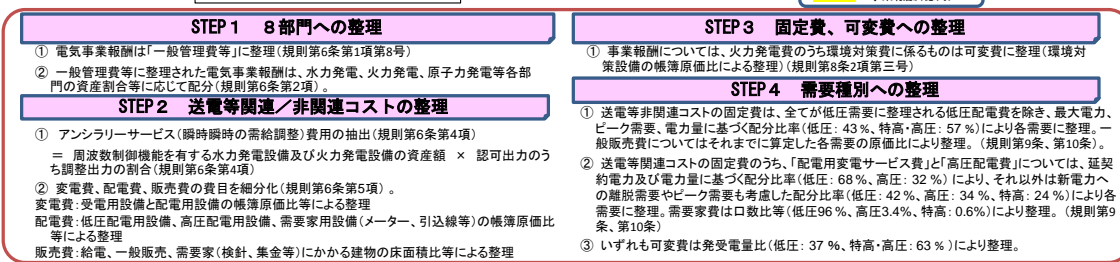 STEP1 8部門への整理
① 電気事業報酬は「一般管理費等」に整理(規則第6条第1項第8号)
② 一般管理費等に整理された電気事業報酬は、水力発電、火力発電、原子力発電等各部
門の資産割合等に応じて配分(規則第6条第2項)。
STEP2 送電等関連/非関連コストの整理
① アンシラリーサービス(瞬時瞬時の需給調整)費用の抽出(規則第6条第4項)
= 周波数制御機能を有する水力発電設備及び火力発電設備の資産額 × 認可出力のう
ち調整出力の割合(規則第6条第4項)
② 変電費、配電費、販売費の費目を細分化(規則第6条第5項)。
変電費:受電用設備と配電用設備の帳簿原価比等による整理
配電費:低圧配電用設備、高圧配電用設備、需要家用設備(メーター、引込線等)の帳簿原価比
等による整理
販売費:給電、一般販売、需要家(検針、集金等)にかかる建物の床面積比等による整理
STEP3 固定費、可変費への整理
① 事業報酬については、火力発電費のうち環境対策費に係るものは可変費に整理(環境対
策設備の帳簿原価比による整理)(規則第8条2項第三号)
STEP4 需要種別への整理
① 送電等非関連コストの固定費は、全てが低圧需要に整理される低圧配電費を除き、最大電力、
ピーク需要、電力量に基づく配分比率(低圧:43%、特高・高圧:57%)により各需要に整理。一
般販売費についてはそれまでに算定した各需要の原価比により整理。(規則第9条、第10条)。
② 送電等関連コストの固定費のうち、「配電用変電サービス費」と「高圧配電費」については、延契
約電力及び電力量に基づく配分比率(低圧:68%、高圧:32%)により、それ以外は新電力へ
の離脱需要やピーク需要も考慮した配分比率(低圧:42%、高圧:34%、特高:24%)により各
需要に整理。需要家費は口数比等(低圧96%、高圧3.4%、特高:0.6%)により整理。(規則第9
条、第10条)
③ いずれも可変費は発受電量比(低圧:37%、特高・高圧:63%)により整理。